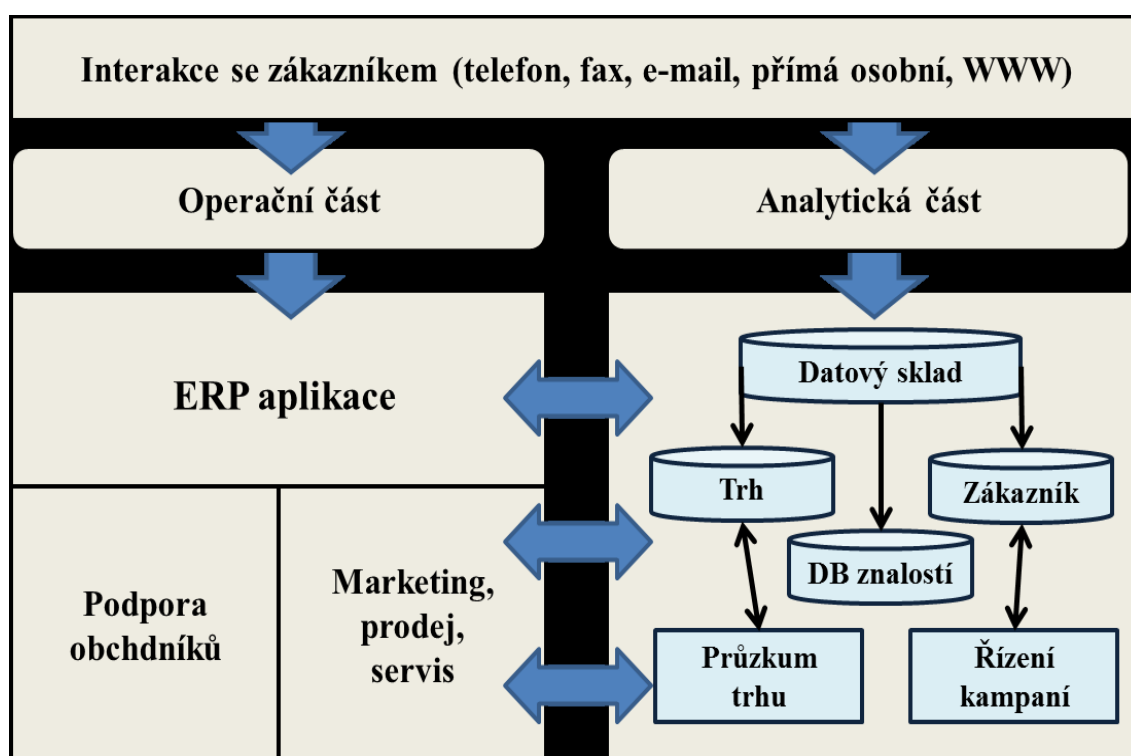 Interakce se zákazníkem (telefon, fax, e-mail, přímá osobní, WWW)
Operační část
Analytická část
ERP aplikace
Podpora
obchdníků
Marketing,
prodej,
servis
Datový sklad
Trh
Zákazník
DB znalostí
Průzkum
trhu
Řízení
kampaní